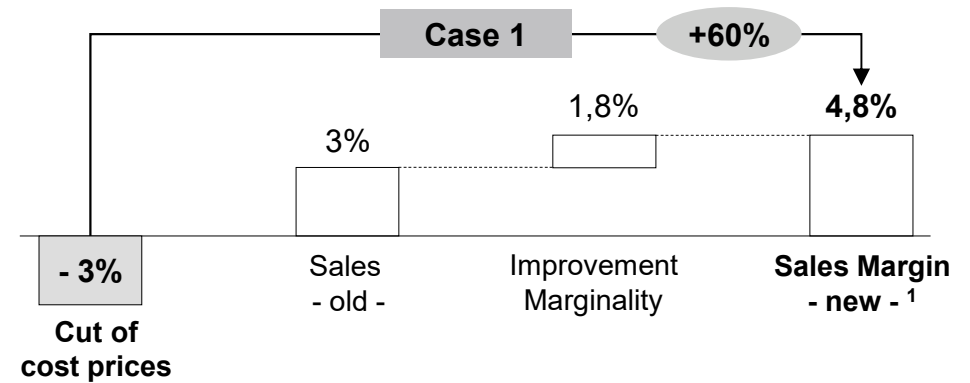 Case 1
+60%
3%
1,8%
4,8%
- 3%
Cut of
cost prices
Sales
- old -
Improvement
Marginality
Sales Margin
- new - ¹